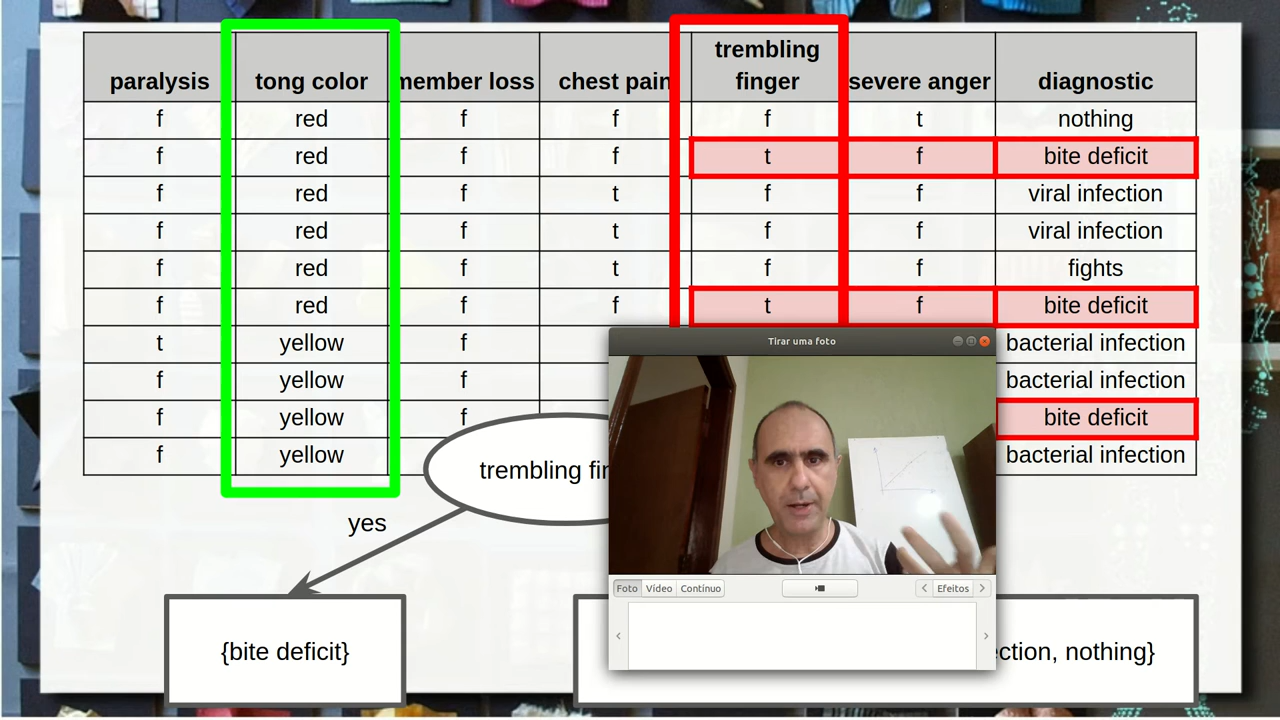 paralysis tong color member loss chest pain trembling finger severe anger diagnostic
f red f f f t nothing
f red f f t f bite deficit
f red f t f f viral infection
f red f t f f viral infection
f red f t f f fights
f red f f t f bite deficit
t yellow f bacterial infection
f yellow f bacterial infection
f yellow f bite deficit
f yellow bacterial infection
Tirar uma foto
trembling fin
yes
Foto Vídeo Contínuo Efeitos
{bite deficit}
ction, nothing}